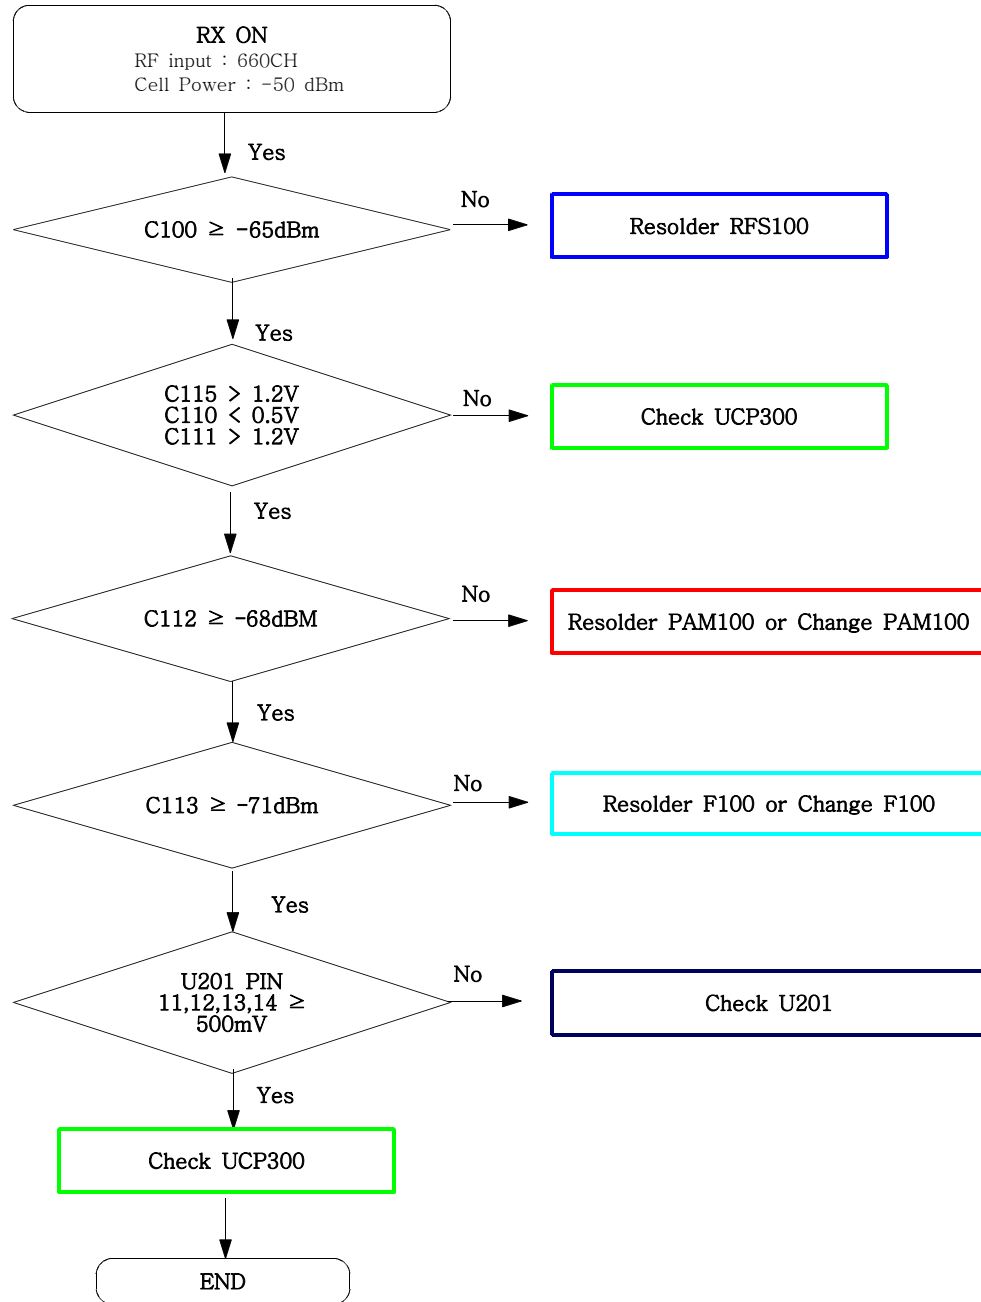 RX ON
RF input : 660CH
Cell Power : -50 dBm
Yes
C100 ≥ -65dBm
No
Resolder RFS100
Yes
C115 > 1.2V
C110 < 0.5V
C111 > 1.2V
No
Check UCP300
Yes
C112 ≥ -68dBM
No
Resolder PAM100 or Change PAM100
Yes
C113 ≥ -71dBm
No
Resolder F100 or Change F100
Yes
U201 PIN
11,12,13,14 ≥
500mV
No
Check U201
Yes
Check UCP300
END